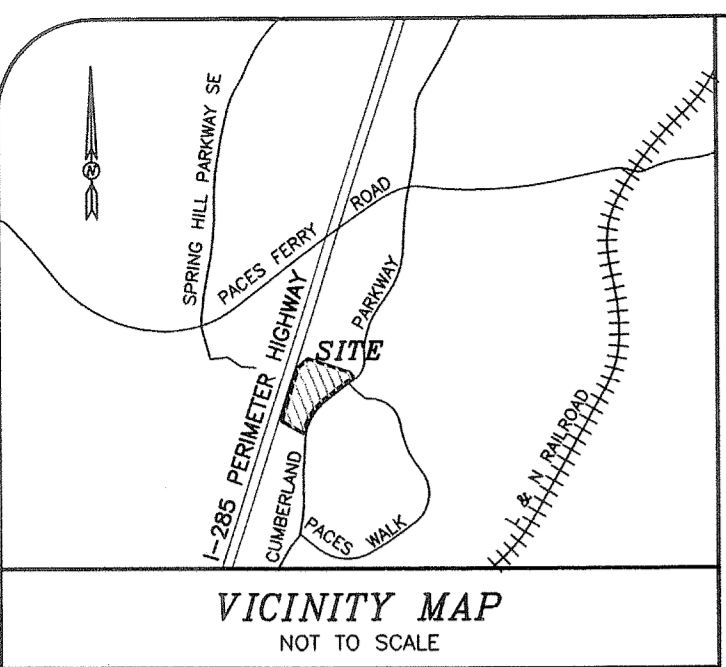 N
SPRING HILL PARKWAY SE
PACES FERRY ROAD
I-285 PERIMETER HIGHWAY
PARKWAY
SITE
L & N RAILROAD
CUMBERLAND
PACES WALK
VICINITY MAP
NOT TO SCALE